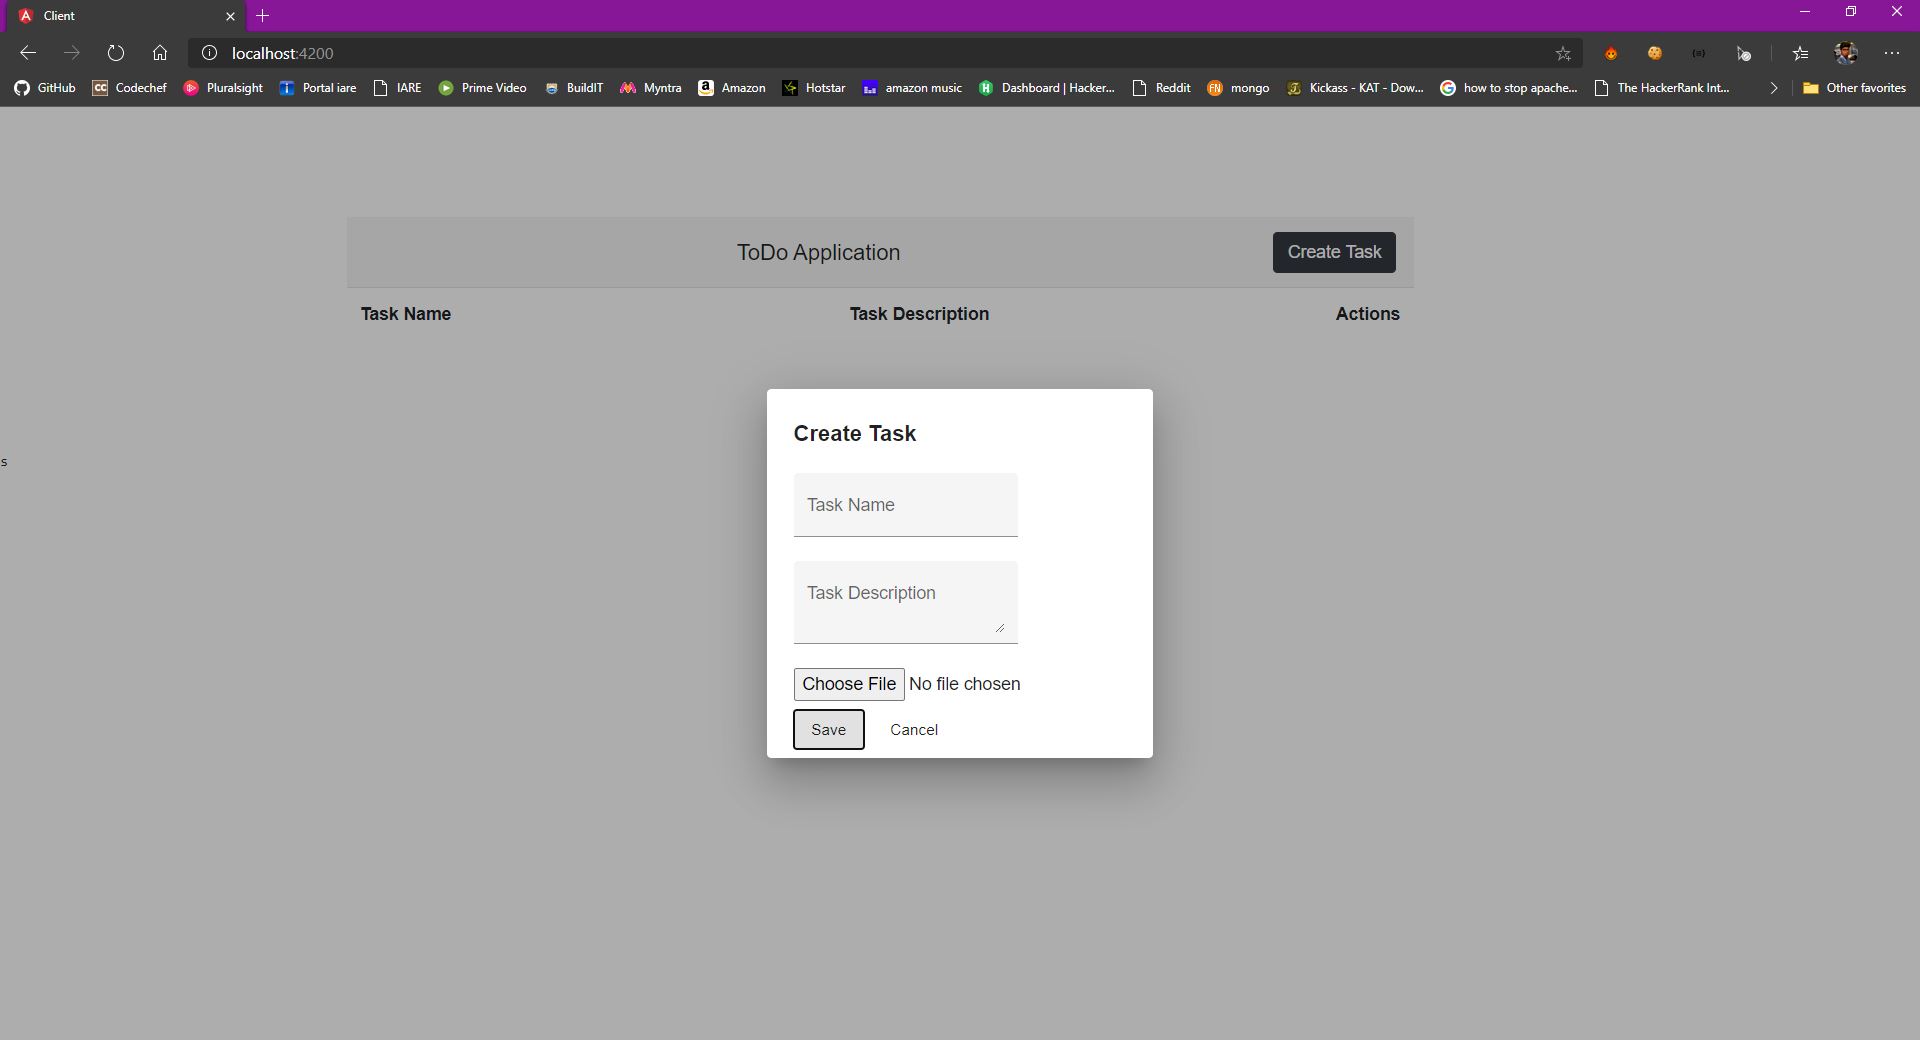 Client
localhost:4200
GitHub Codechef Pluralsight Portal iare IARE Prime Video BuildIT Myntra Amazon Hotstar amazon music Dashboard | Hacker... Reddit mongo Kickass - KAT - Dow... how to stop apache... The HackerRank Int... Other favorites
ToDo Application Create Task
Task Name Task Description Actions
Create Task
s
Task Name
Task Description
Choose File No file chosen
Save Cancel